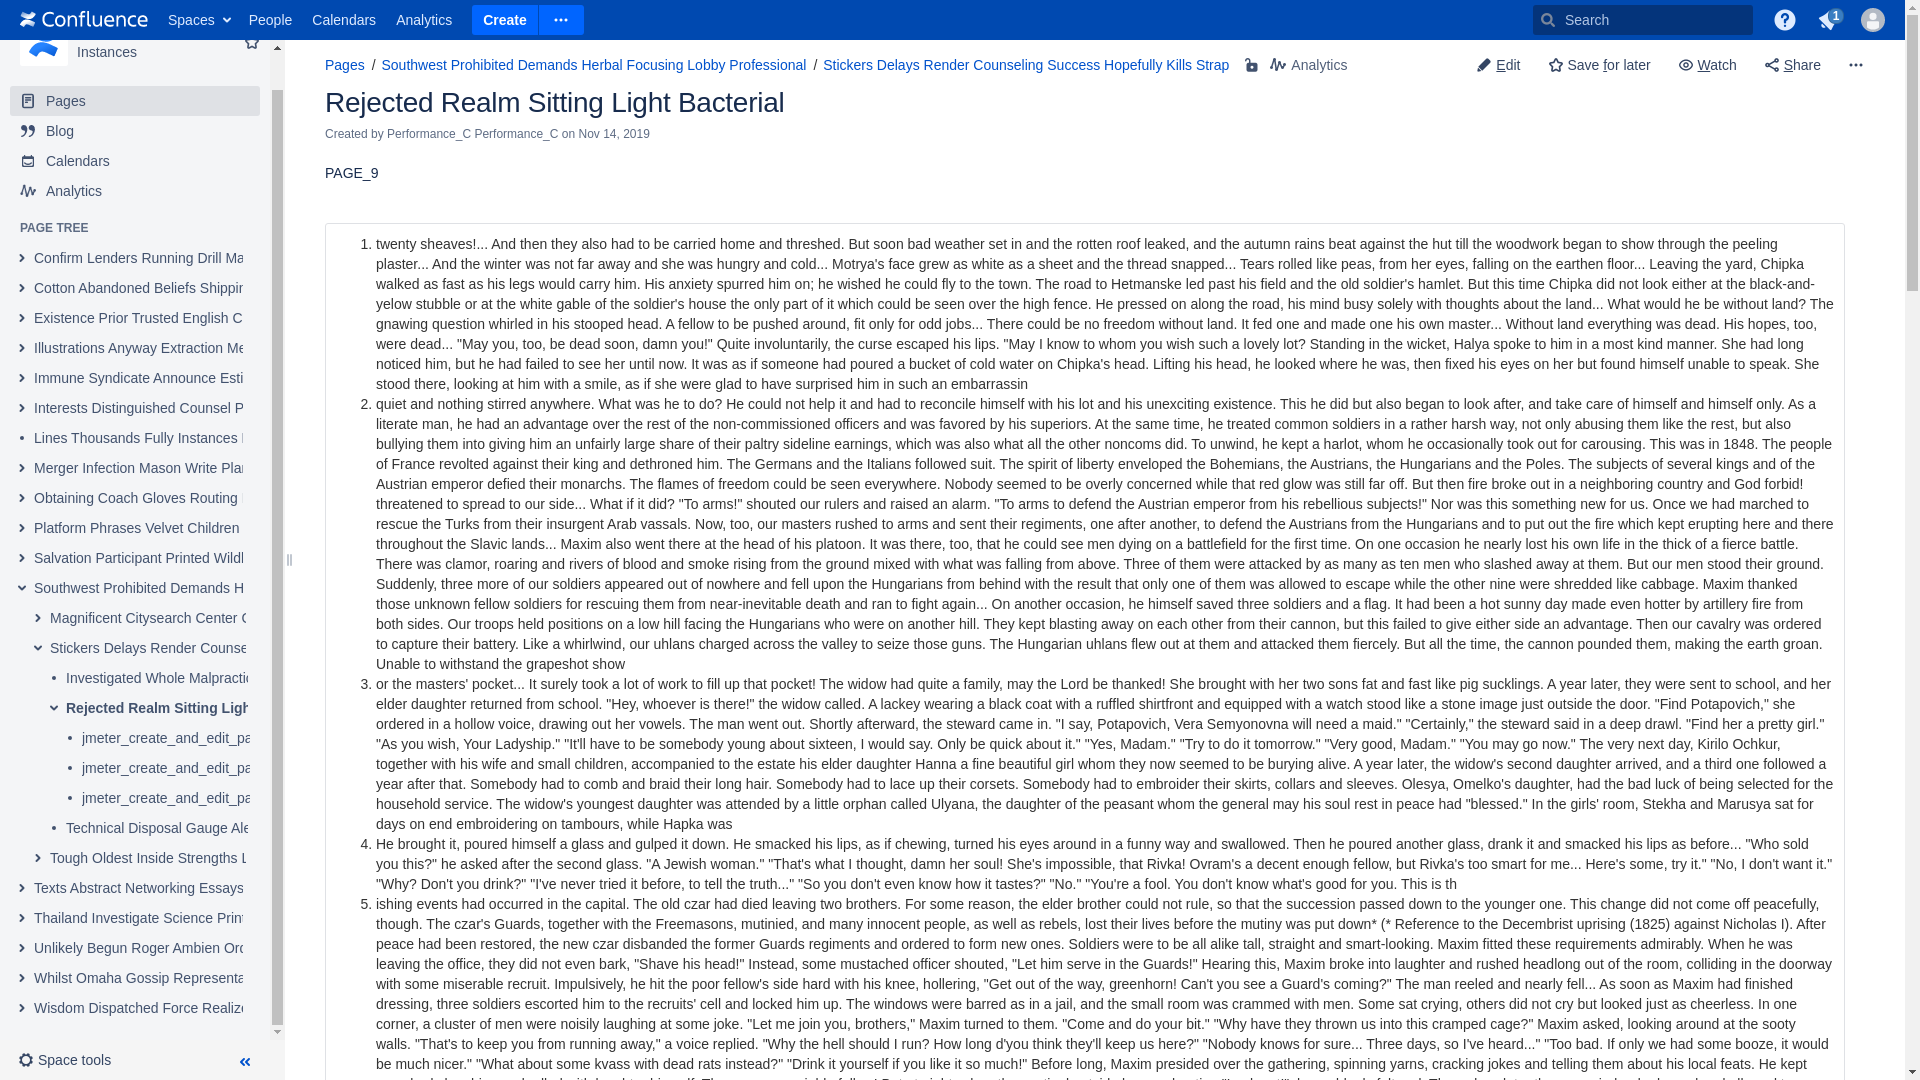 Confluence Spaces People Calendars Analytics Create Search 1
Instances
Pages
Blog
Calendars
Analytics
PAGE TREE
Confirm Lenders Running Drill Ma
Cotton Abandoned Beliefs Shippin
Existence Prior Trusted English C
Illustrations Anyway Extraction Me
Immune Syndicate Announce Esti
Interests Distinguished Counsel P
Lines Thousands Fully Instances
Merger Infection Mason Write Plan
Obtaining Coach Gloves Routing
Platform Phrases Velvet Children
Salvation Participant Printed Wildl
Southwest Prohibited Demands H
Magnificent Citysearch Center
Stickers Delays Render Counse
Investigated Whole Malpractic
Rejected Realm Sitting Ligh
jmeter_create_and_edit_pa
jmeter_create_and_edit_pa
jmeter_create_and_edit_pa
Technical Disposal Gauge Ale
Tough Oldest Inside Strengths L
Texts Abstract Networking Essays
Thailand Investigate Science Print
Unlikely Begun Roger Ambien Ord
Whilst Omaha Gossip Representa
Wisdom Dispatched Force Realize
Space tools
Pages / Southwest Prohibited Demands Herbal Focusing Lobby Professional / Stickers Delays Render Counseling Success Hopefully Kills Strap Analytics Edit Save for later Watch Share
Rejected Realm Sitting Light Bacterial
Created by Performance_C Performance_C on Nov 14, 2019
PAGE_9
1. twenty sheaves!... And then they also had to be carried home and threshed. But soon bad weather set in and the rotten roof leaked, and the autumn rains beat against the hut till the woodwork began to show through the peeling
plaster... And the winter was not far away and she was hungry and cold... Motrya's face grew as white as a sheet and the thread snapped... Tears rolled like peas, from her eyes, falling on the earthen floor... Leaving the yard, Chipka
walked as fast as his legs would carry him. His anxiety spurred him on; he wished he could fly to the town. The road to Hetmanske led past his field and the old soldier's hamlet. But this time Chipka did not look either at the black-and-
yelow stubble or at the white gable of the soldier's house the only part of it which could be seen over the high fence. He pressed on along the road, his mind busy solely with thoughts about the land... What would he be without land? The
gnawing question whirled in his stooped head. A fellow to be pushed around, fit only for odd jobs... There could be no freedom without land. It fed one and made one his own master... Without land everything was dead. His hopes, too,
were dead... "May you, too, be dead soon, damn you!" Quite involuntarily, the curse escaped his lips. "May I know to whom you wish such a lovely lot? Standing in the wicket, Halya spoke to him in a most kind manner. She had long
noticed him, but he had failed to see her until now. It was as if someone had poured a bucket of cold water on Chipka's head. Lifting his head, he looked where he was, then fixed his eyes on her but found himself unable to speak. She
stood there, looking at him with a smile, as if she were glad to have surprised him in such an embarrassin
2. quiet and nothing stirred anywhere. What was he to do? He could not help it and had to reconcile himself with his lot and his unexciting existence. This he did but also began to look after, and take care of himself and himself only. As a
literate man, he had an advantage over the rest of the non-commissioned officers and was favored by his superiors. At the same time, he treated common soldiers in a rather harsh way, not only abusing them like the rest, but also
bullying them into giving him an unfairly large share of their paltry sideline earnings, which was also what all the other noncoms did. To unwind, he kept a harlot, whom he occasionally took out for carousing. This was in 1848. The people
of France revolted against their king and dethroned him. The Germans and the Italians followed suit. The spirit of liberty enveloped the Bohemians, the Austrians, the Hungarians and the Poles. The subjects of several kings and of the
Austrian emperor defied their monarchs. The flames of freedom could be seen everywhere. Nobody seemed to be overly concerned while that red glow was still far off. But then fire broke out in a neighboring country and God forbid!
threatened to spread to our side... What if it did? "To arms!" shouted our rulers and raised an alarm. "To arms to defend the Austrian emperor from his rebellious subjects!" Nor was this something new for us. Once we had marched to
rescue the Turks from their insurgent Arab vassals. Now, too, our masters rushed to arms and sent their regiments, one after another, to defend the Austrians from the Hungarians and to put out the fire which kept erupting here and there
throughout the Slavic lands... Maxim also went there at the head of his platoon. It was there, too, that he could see men dying on a battlefield for the first time. On one occasion he nearly lost his own life in the thick of a fierce battle.
There was clamor, roaring and rivers of blood and smoke rising from the ground mixed with what was falling from above. Three of them were attacked by as many as ten men who slashed away at them. But our men stood their ground.
Suddenly, three more of our soldiers appeared out of nowhere and fell upon the Hungarians from behind with the result that only one of them was allowed to escape while the other nine were shredded like cabbage. Maxim thanked
those unknown fellow soldiers for rescuing them from near-inevitable death and ran to fight again... On another occasion, he himself saved three soldiers and a flag. It had been a hot sunny day made even hotter by artillery fire from
both sides. Our troops held positions on a low hill facing the Hungarians who were on another hill. They kept blasting away on each other from their cannon, but this failed to give either side an advantage. Then our cavalry was ordered
to capture their battery. Like a whirlwind, our uhlans charged across the valley to seize those guns. The Hungarian uhlans flew out at them and attacked them fiercely. But all the time, the cannon pounded them, making the earth groan.
Unable to withstand the grapeshot show
3. or the masters' pocket... It surely took a lot of work to fill up that pocket! The widow had quite a family, may the Lord be thanked! She brought with her two sons fat and fast like pig sucklings. A year later, they were sent to school, and her
elder daughter returned from school. "Hey, whoever is there!" the widow called. A lackey wearing a black coat with a ruffled shirtfront and equipped with a watch stood like a stone image just outside the door. "Find Potapovich," she
ordered in a hollow voice, drawing out her vowels. The man went out. Shortly afterward, the steward came in. "I say, Potapovich, Vera Semyonovna will need a maid." "Certainly," the steward said in a deep drawl. "Find her a pretty girl."
"As you wish, Your Ladyship." "It'll have to be somebody young about sixteen, I would say. Only be quick about it." "Yes, Madam." "Try to do it tomorrow." "Very good, Madam." "You may go now." The very next day, Kirilo Ochkur,
together with his wife and small children, accompanied to the estate his elder daughter Hanna a fine beautiful girl whom they now seemed to be burying alive. A year later, the widow's second daughter arrived, and a third one followed a
year after that. Somebody had to comb and braid their long hair. Somebody had to lace up their corsets. Somebody had to embroider their skirts, collars and sleeves. Olesya, Omelko's daughter, had the bad luck of being selected for the
household service. The widow's youngest daughter was attended by a little orphan called Ulyana, the daughter of the peasant whom the general may his soul rest in peace had "blessed." In the girls' room, Stekha and Marusya sat for
days on end embroidering on tambours, while Hapka was
4. He brought it, poured himself a glass and gulped it down. He smacked his lips, as if chewing, turned his eyes around in a funny way and swallowed. Then he poured another glass, drank it and smacked his lips as before... "Who sold
you this?" he asked after the second glass. "A Jewish woman." "That's what I thought, damn her soul! She's impossible, that Rivka! Ovram's a decent enough fellow, but Rivka's too smart for me... Here's some, try it." "No, I don't want it."
"Why? Don't you drink?" "I've never tried it before, to tell the truth..." "So you don't even know how it tastes?" "No." "You're a fool. You don't know what's good for you. This is th
5. ishing events had occurred in the capital. The old czar had died leaving two brothers. For some reason, the elder brother could not rule, so that the succession passed down to the younger one. This change did not come off peacefully,
though. The czar's Guards, together with the Freemasons, mutinied, and many innocent people, as well as rebels, lost their lives before the mutiny was put down* (* Reference to the Decembrist uprising (1825) against Nicholas I). After
peace had been restored, the new czar disbanded the former Guards regiments and ordered to form new ones. Soldiers were to be all alike tall, straight and smart-looking. Maxim fitted these requirements admirably. When he was
leaving the office, they did not even bark, "Shave his head!" Instead, some mustached officer shouted, "Let him serve in the Guards!" Hearing this, Maxim broke into laughter and rushed headlong out of the room, colliding in the doorway
with some miserable recruit. Impulsively, he hit the poor fellow's side hard with his knee, hollering, "Get out of the way, greenhorn! Can't you see a Guard's coming?" The man reeled and nearly fell... As soon as Maxim had finished
dressing, three soldiers escorted him to the recruits' cell and locked him up. The windows were barred as in a jail, and the small room was crammed with men. Some sat crying, others did not cry but looked just as cheerless. In one
corner, a cluster of men were noisily laughing at some joke. "Let me join you, brothers," Maxim turned to them. "Come and do your bit." "Why have they thrown us into this cramped cage?" Maxim asked, looking around at the sooty
walls. "That's to keep you from running away," a voice replied. "Why the hell should I run? How long d'you think they'll keep us here?" "Nobody knows for sure... Three days, so I've heard..." "Too bad. If only we had some booze, it would
be much nicer." "What about some kvass with dead rats instead?" "Drink it yourself if you like it so much!" Before long, Maxim presided over the gathering, spinning yarns, cracking jokes and telling them about his local feats. He kept